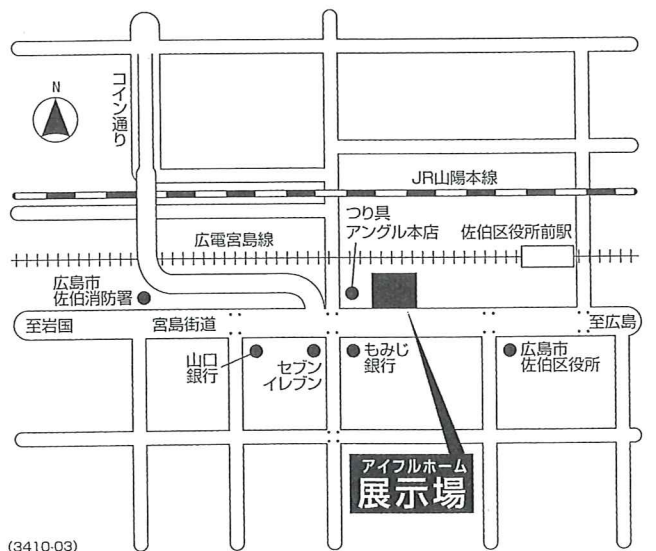 N
コイン通り
JR山陽本線
つり具
アングル本店
佐伯区役所前駅
広電宮島線
広島市
佐伯消防署
至岩国
宮島街道
至広島
山口
銀行
セブン
イレブン
もみじ
銀行
広島市
佐伯区役所
アイフルホーム
展示場
(3410-03)